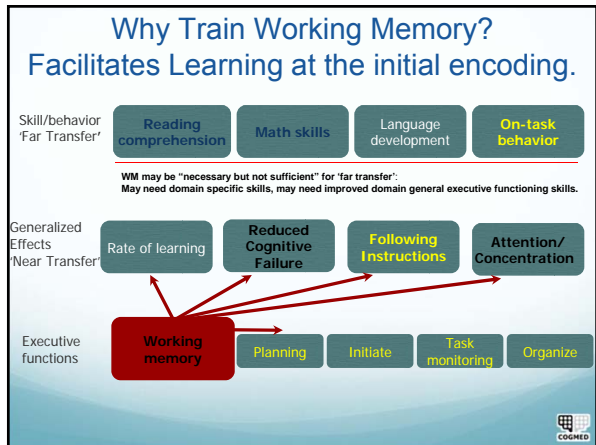 Why Train Working Memory?
Facilitates Learning at the initial encoding.
Skill/behavior
'Far Transfer'
Reading
comprehension
Math skills
Language
development
On-task
behavior
WM may be "necessary but not sufficient" for 'far transfer':
May need domain specific skills, may need improved domain general executive functioning skills.
Generalized
Effects
'Near Transfer'
Rate of learning
Reduced
Cognitive
Failure
Following
Instructions
Attention/
Concentration
Executive
functions
Working
memory
Planning
Initiate
Task
monitoring
Organize
COGMED